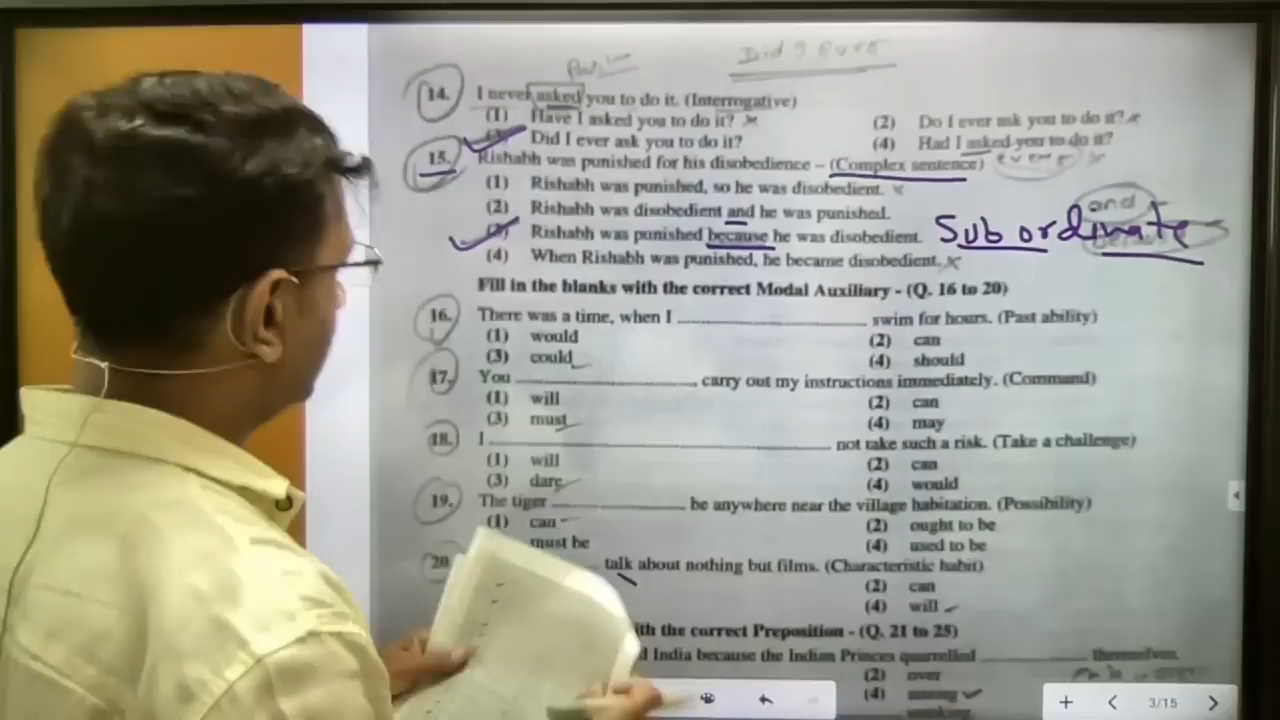 Did I ever
14. I never asked you to do it. (Interrogative)
(1) Have I asked you to do it?
(2) Do I ever ask you to do it?
Did I ever ask you to do it?
(4) Had I asked you to do it?
15. Rishabh was punished for his disobedience – (Complex sentence)
(1) Rishabh was punished, so he was disobedient.
(2) Rishabh was disobedient and he was punished.
and
(3) Rishabh was punished because he was disobedient.
Subordinate
(4) When Rishabh was punished, he became disobedient.
Fill in the blanks with the correct Modal Auxiliary - (Q. 16 to 20)
16. There was a time, when I ............ swim for hours. (Past ability)
(1) would (2) can
(3) could (4) should
17. You ............ carry out my instructions immediately. (Command)
(1) will (2) can
(3) must (4) may
18. I ............ not take such a risk. (Take a challenge)
(1) will (2) can
(3) dare (4) would
19. The tiger ............ be anywhere near the village habitation. (Possibility)
(1) can (2) ought to be
must be (4) used to be
20 talk about nothing but films. (Characteristic habit)
(2) can
(4) will
ith the correct Preposition - (Q. 21 to 25)
d India because the Indian Princes quarrelled ............ themselves
(2) over
(4) among
3/15